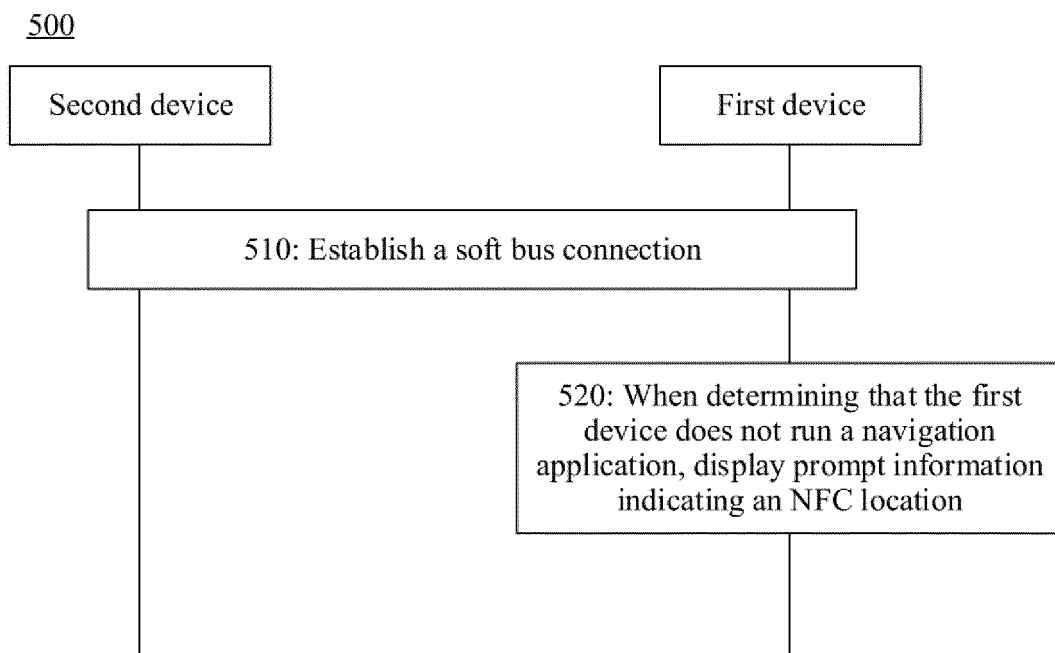 500
Second device
First device
510: Establish a soft bus connection
520: When determining that the first
device does not run a navigation
application, display prompt information
indicating an NFC location